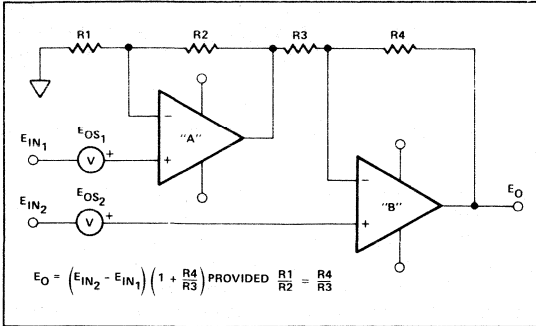 R1 R2 R3 R4
− "A"
EIN1 EOS1
V + +
EIN2 EOS2 − EO
V + "B"
+
EO = (EIN2 − EIN1) (1 + R4/R3) PROVIDED R1/R2 = R4/R3